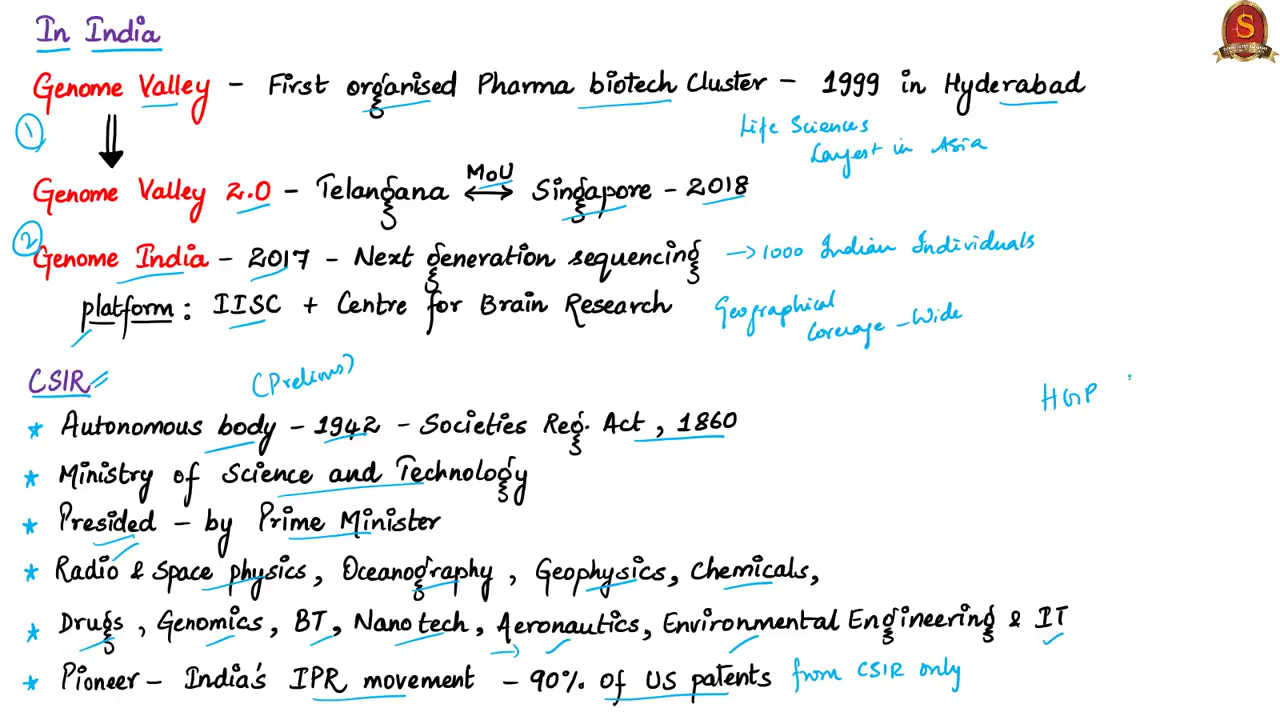 In India
Genome Valley - First organised Pharma biotech Cluster - 1999 in Hyderabad
1
Life Sciences
Largest in Asia
Genome Valley 2.0 - Telangana MoU Singapore - 2018
2
Genome India - 2017 - Next generation sequencing → 1000 Indian Individuals
platform : IISC + Centre for Brain Research
Geographical
Coverage - Wide
CSIR
(Prelims)
HGP
* Autonomous body - 1942 - Societies Reg. Act, 1860
* Ministry of Science and Technology
* Presided - by Prime Minister
* Radio & Space physics, Oceanography, Geophysics, Chemicals,
* Drugs, Genomics, BT, Nano tech, Aeronautics, Environmental Engineering & IT
* Pioneer - India's IPR movement - 90% of US patents from CSIR only
S